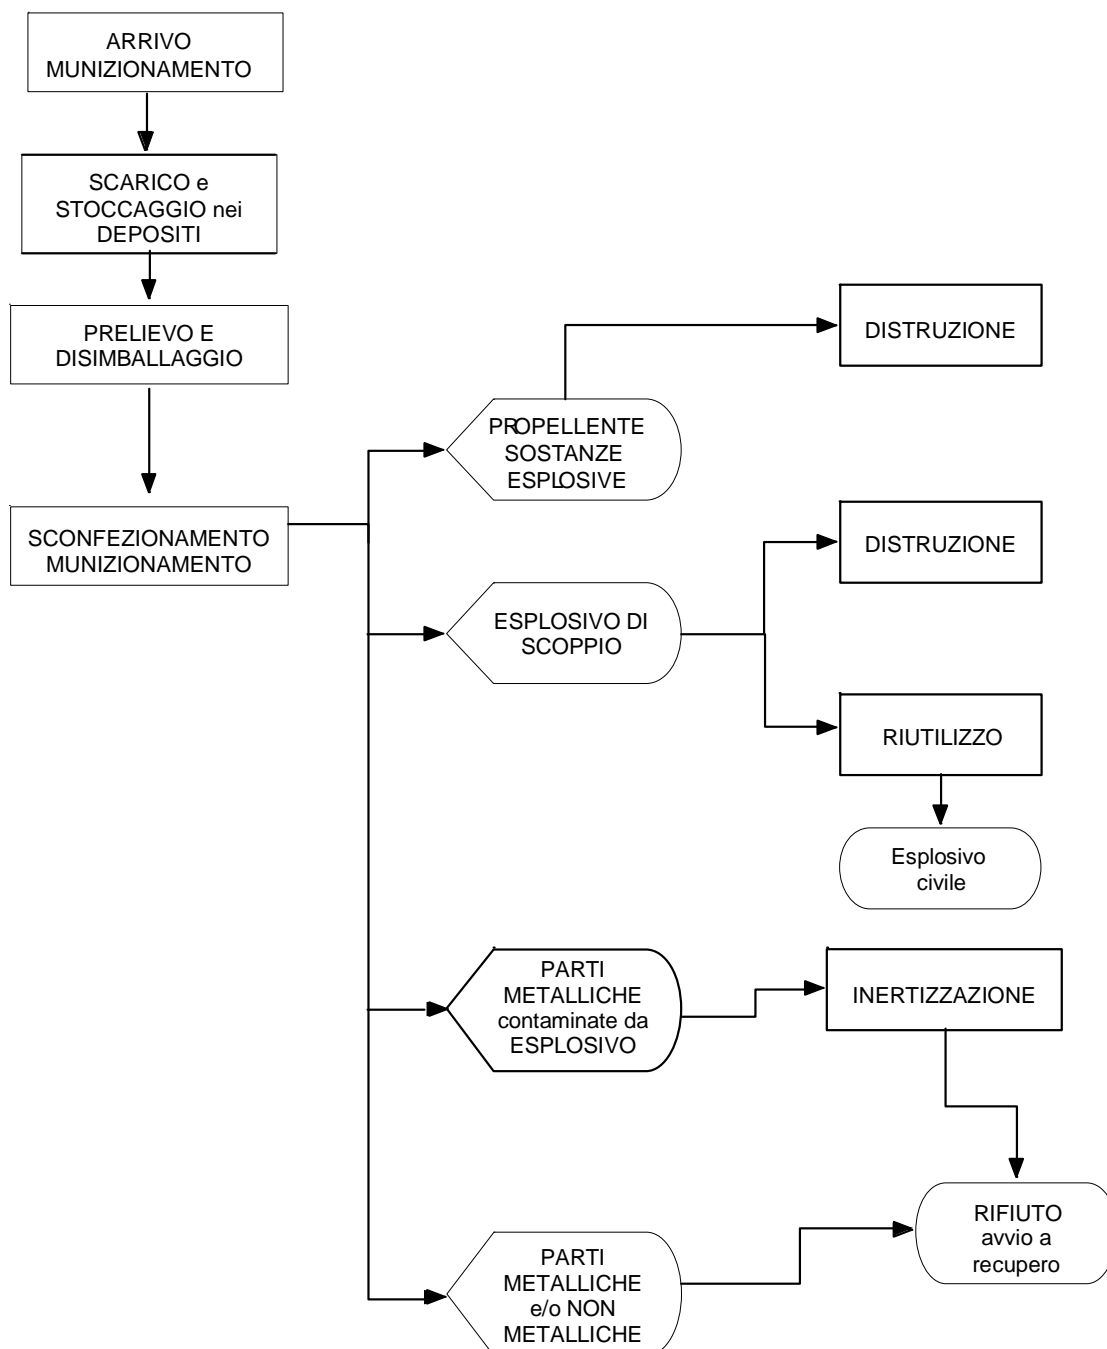 ARRIVO
MUNIZIONAMENTO
SCARICO e
STOCCAGGIO nei
DEPOSITI
PRELIEVO E
DISIMBALLAGGIO
SCONFEZIONAMENTO
MUNIZIONAMENTO
PROPELLENTE
SOSTANZE
ESPLOSIVE
DISTRUZIONE
ESPLOSIVO DI
SCOPPIO
DISTRUZIONE
RIUTILIZZO
Esplosivo
civile
PARTI
METALLICHE
contaminate da
ESPLOSIVO
INERTIZZAZIONE
PARTI
METALLICHE
e/o NON
METALLICHE
RIFIUTO
avvio a
recupero